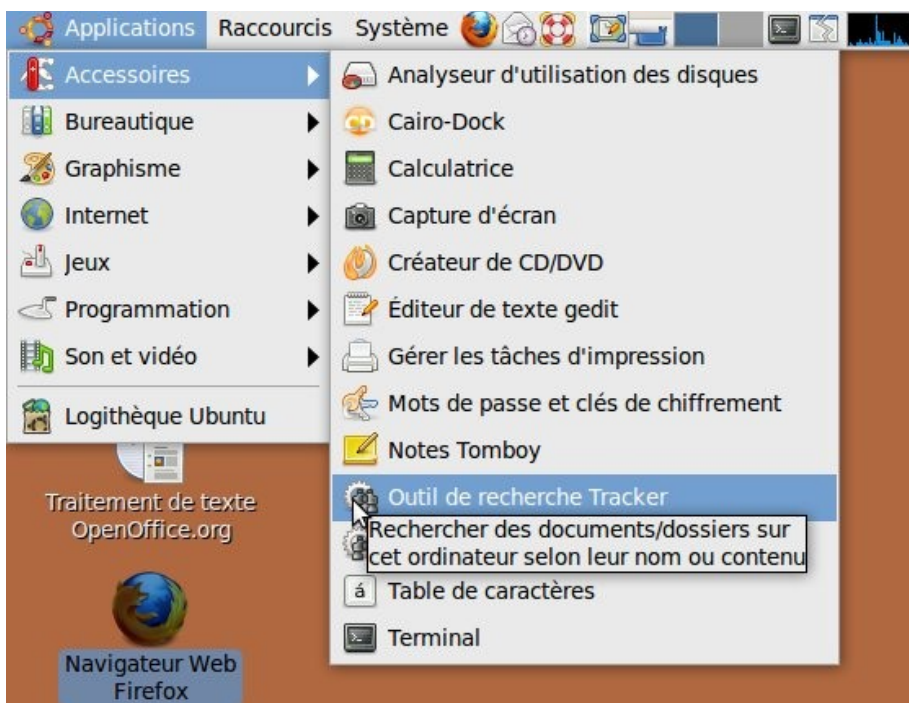 Applications Raccourcis Système
Accessoires
Bureautique
Graphisme
Internet
Jeux
Programmation
Son et vidéo
Logithèque Ubuntu
Analyseur d'utilisation des disques
Cairo-Dock
Calculatrice
Capture d'écran
Créateur de CD/DVD
Éditeur de texte gedit
Gérer les tâches d'impression
Mots de passe et clés de chiffrement
Notes Tomboy
Outil de recherche Tracker
Rechercher des documents/dossiers sur
cet ordinateur selon leur nom ou contenu
á Table de caractères
Terminal
Traitement de texte
OpenOffice.org
Navigateur Web
Firefox